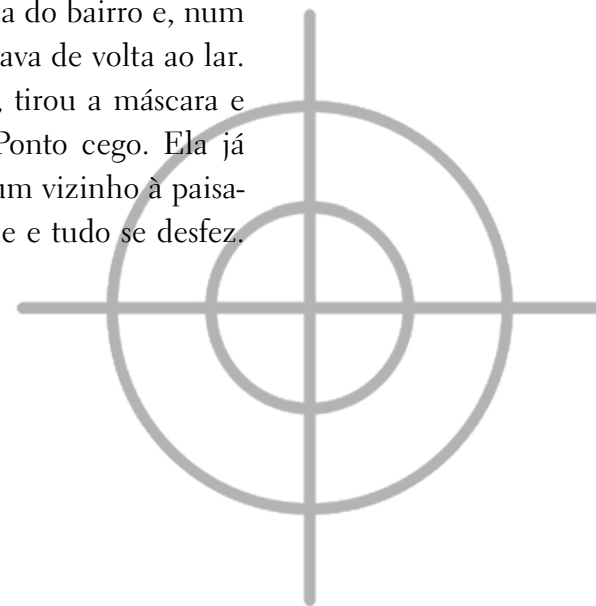 a do bairro e, num
ava de volta ao lar.
, tirou a máscara e
Ponto cego. Ela já
um vizinho à paisa-
e e tudo se desfez.